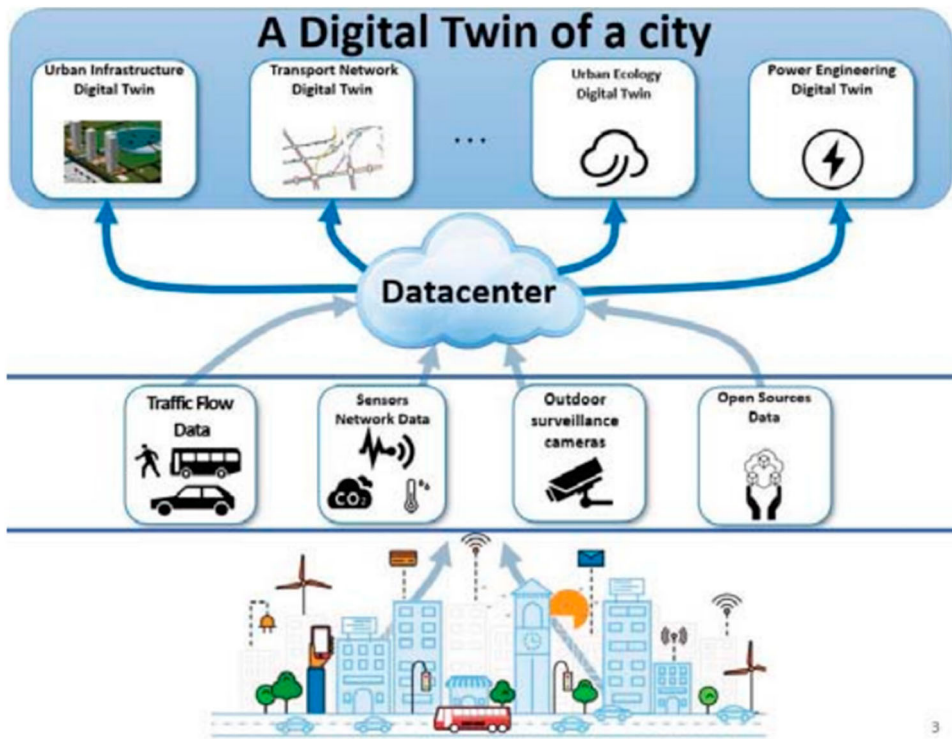 A Digital Twin of a city
Urban Infrastructure
Digital Twin
Transport Network
Digital Twin
...
Urban Ecology
Digital Twin
Power Engineering
Digital Twin
Datacenter
Traffic Flow
Data
Sensors
Network Data
CO₂
Outdoor
surveillance
cameras
Open Sources
Data
3